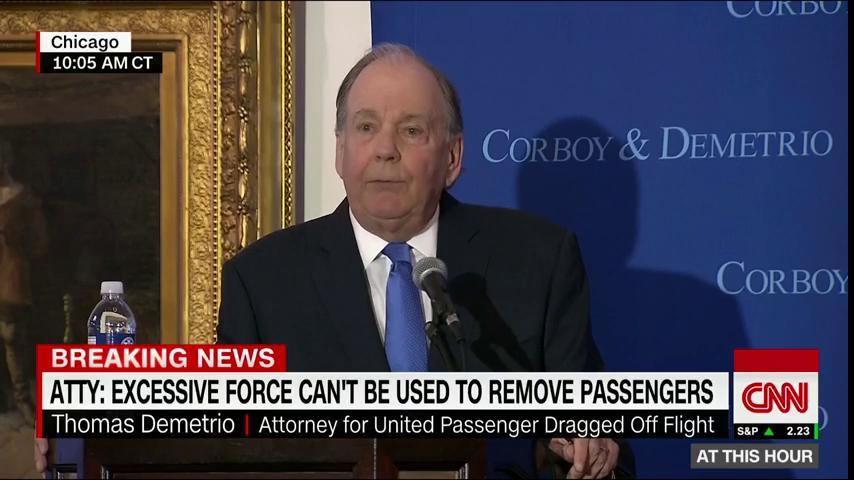 Chicago
10:05 AM CT
CORBOY & DEMETRIO
CORBOY & DEMETRIO
CORBOY
BREAKING NEWS
ATTY: EXCESSIVE FORCE CAN'T BE USED TO REMOVE PASSENGERS
Thomas Demetrio | Attorney for United Passenger Dragged Off Flight
CNN
S&P ▲ 2.23
AT THIS HOUR